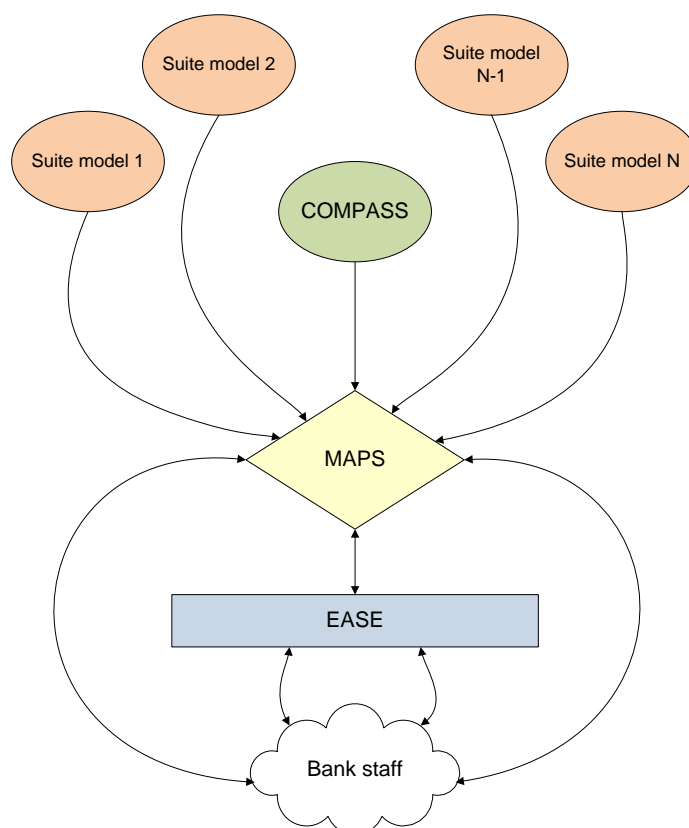 Suite model 2
Suite model
N-1
Suite model 1
Suite model N
COMPASS
MAPS
EASE
Bank staff